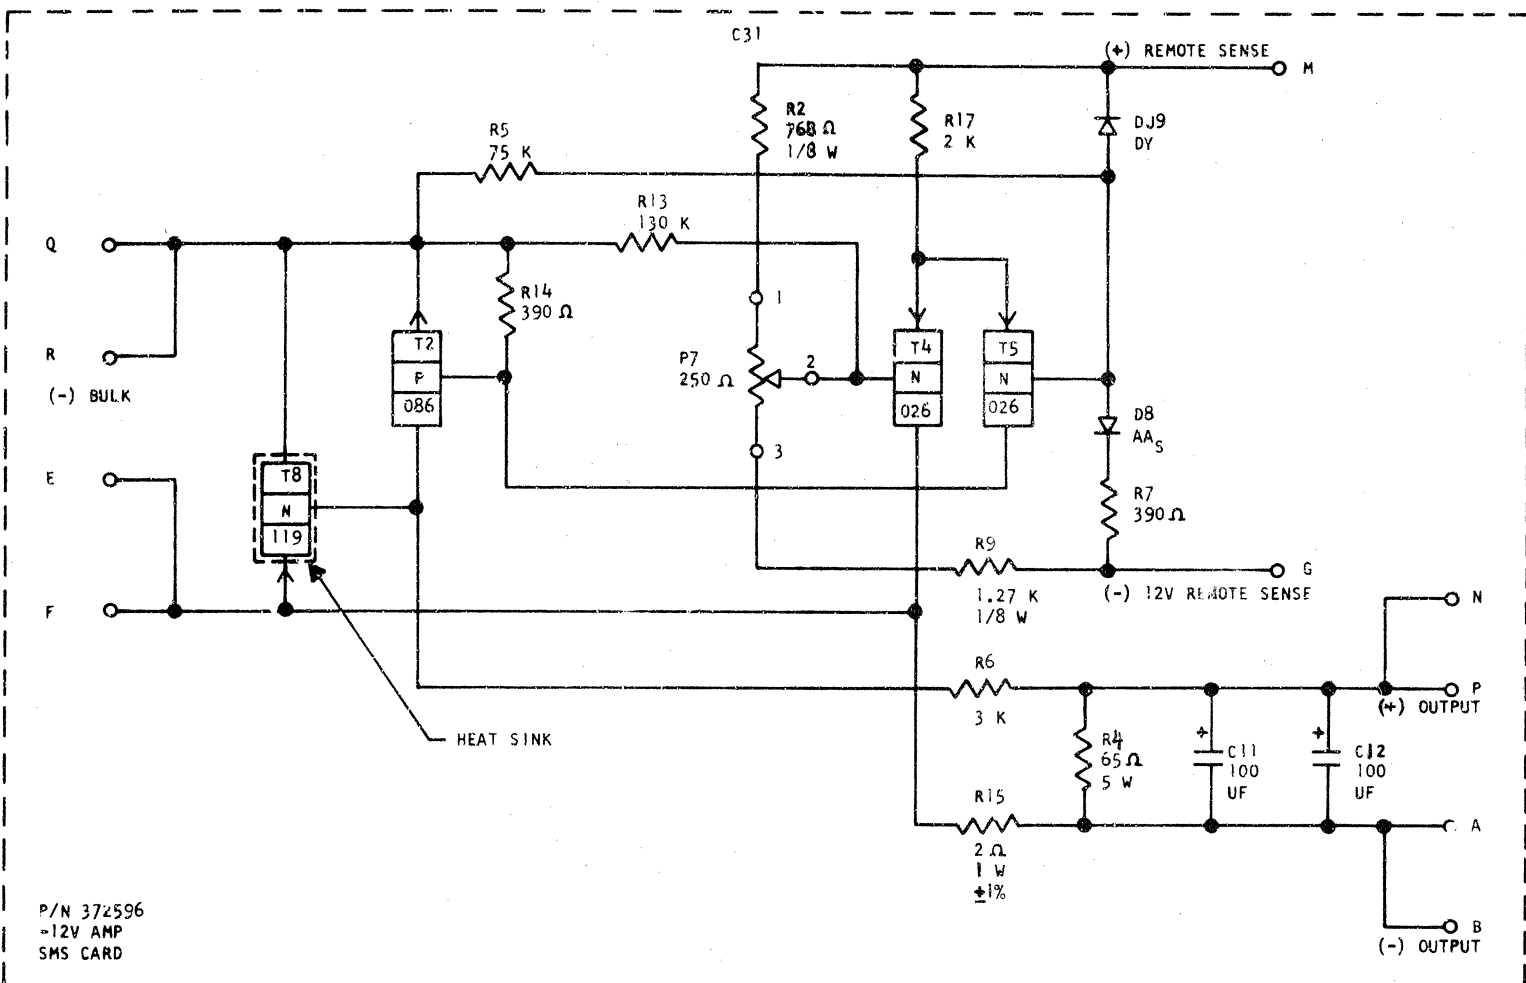 C31
(+) REMOTE SENSE
M
R2
768 Ω
1/8 W
R17
2 K
DJ9
DY
R5
75 K
R13
130 K
Q
R14
390 Ω
1
T2
P
086
P7
250 Ω
2
T4
N
026
T5
N
026
R
(-) BULK
D8
AAS
3
E
T8
N
119
R7
390 Ω
R9
1.27 K
1/8 W
G
(-) 12V REMOTE SENSE
F
N
R6
3 K
P
(+) OUTPUT
HEAT SINK
R4
65 Ω
5 W
+
C11
100
UF
+
C12
100
UF
R15
2 Ω
1 W
±1%
A
B
(-) OUTPUT
P/N 372596
-12V AMP
SMS CARD